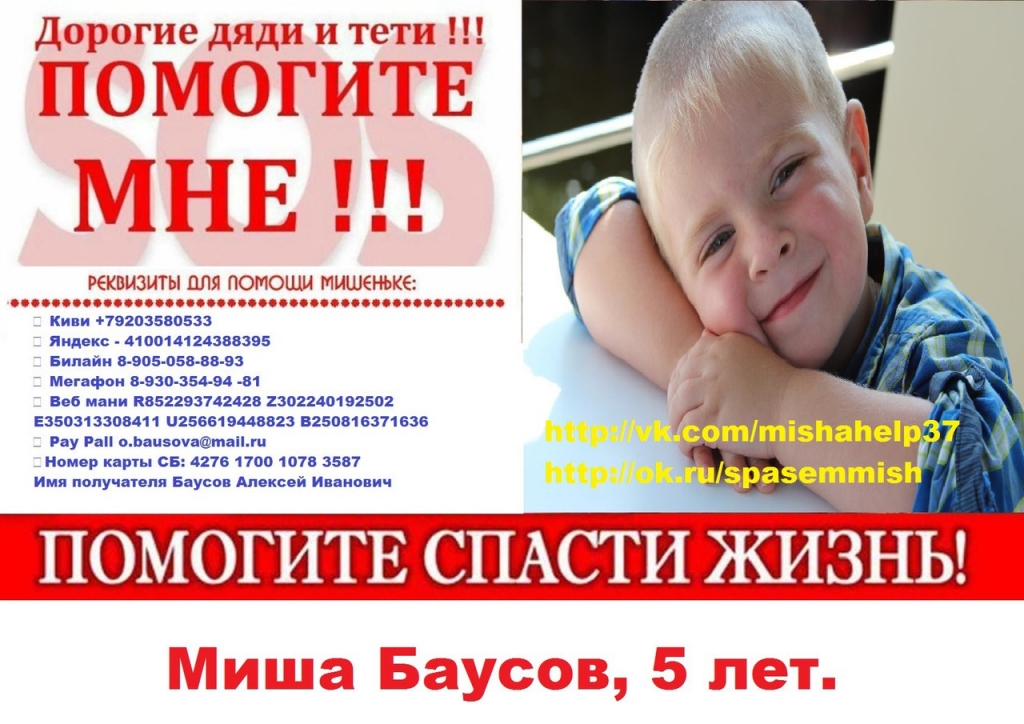 SOS
Дорогие дяди и тети !!!
ПОМОГИТЕ
МНЕ !!!
РЕКВИЗИТЫ ДЛЯ ПОМОЩИ МИШЕНЬКЕ:
Киви +79203580533
Яндекс - 410014124388395
Билайн 8-905-058-88-93
Мегафон 8-930-354-94 -81
Веб мани R852293742428 Z302240192502
E350313308411 U256619448823 B250816371636
Pay Pall o.bausova@mail.ru
Номер карты СБ: 4276 1700 1078 3587
Имя получателя Баусов Алексей Иванович
http://vk.com/mishahelp37
http://ok.ru/spasemmish
ПОМОГИТЕ СПАСТИ ЖИЗНЬ!
Миша Баусов, 5 лет.